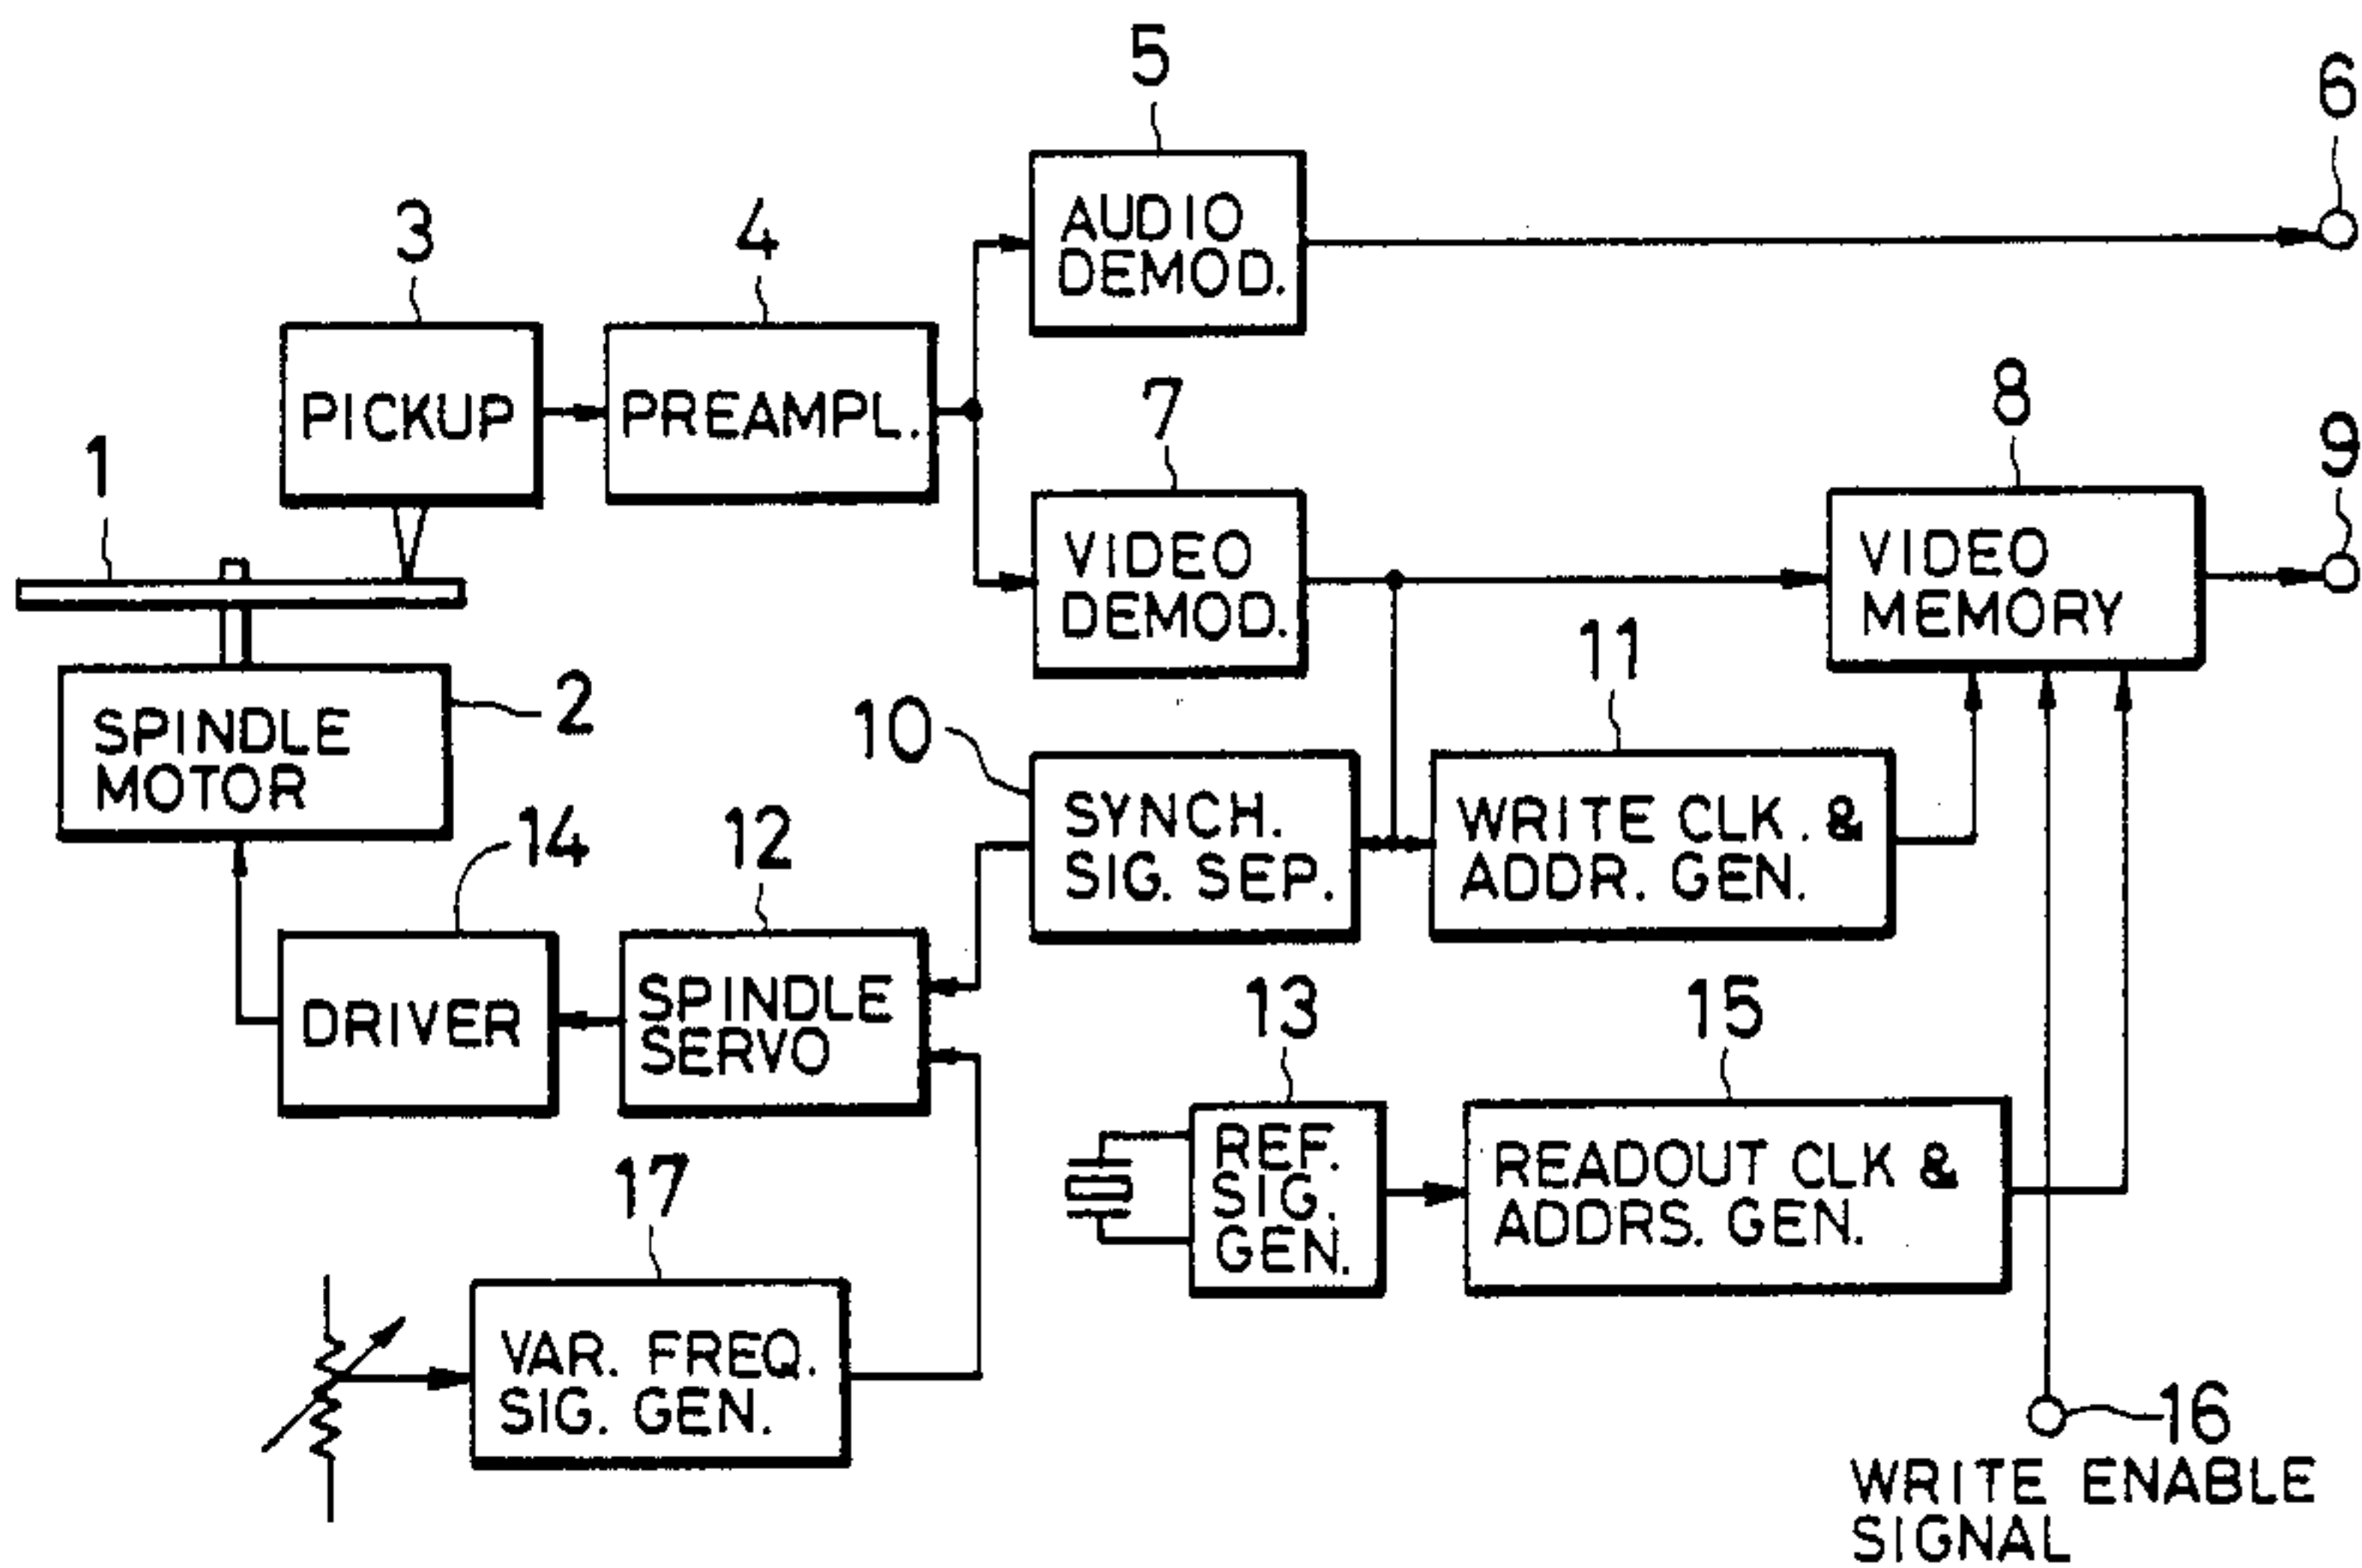 5
6
AUDIO
DEMOD.
3
4
PICKUP
PREAMPL.
7
8
9
1
VIDEO
DEMOD.
VIDEO
MEMORY
11
2
10
SPINDLE
MOTOR
SYNCH.
SIG. SEP.
WRITE CLK. &
ADDR. GEN.
14
12
DRIVER
SPINDLE
SERVO
13
15
REF.
SIG.
GEN.
READOUT CLK &
ADDRS. GEN.
17
VAR. FREQ.
SIG. GEN.
16
WRITE ENABLE
SIGNAL